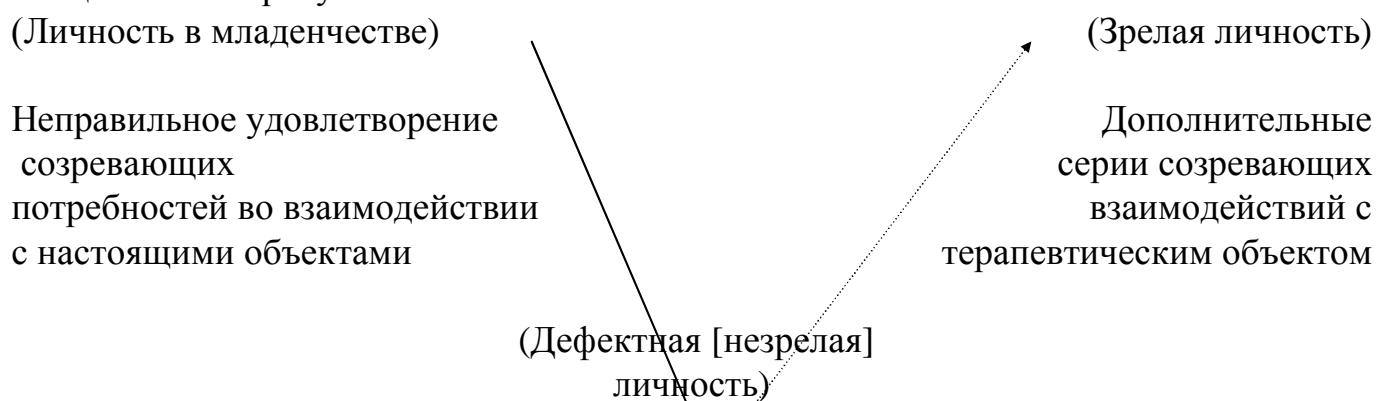 (Личность в младенчестве)
(Зрелая личность)
Неправильное удовлетворение
созревающих
потребностей во взаимодействии
с настоящими объектами
Дополнительные
серии созревающих
взаимодействий с
терапевтическим объектом
(Дефектная [незрелая]
личность)